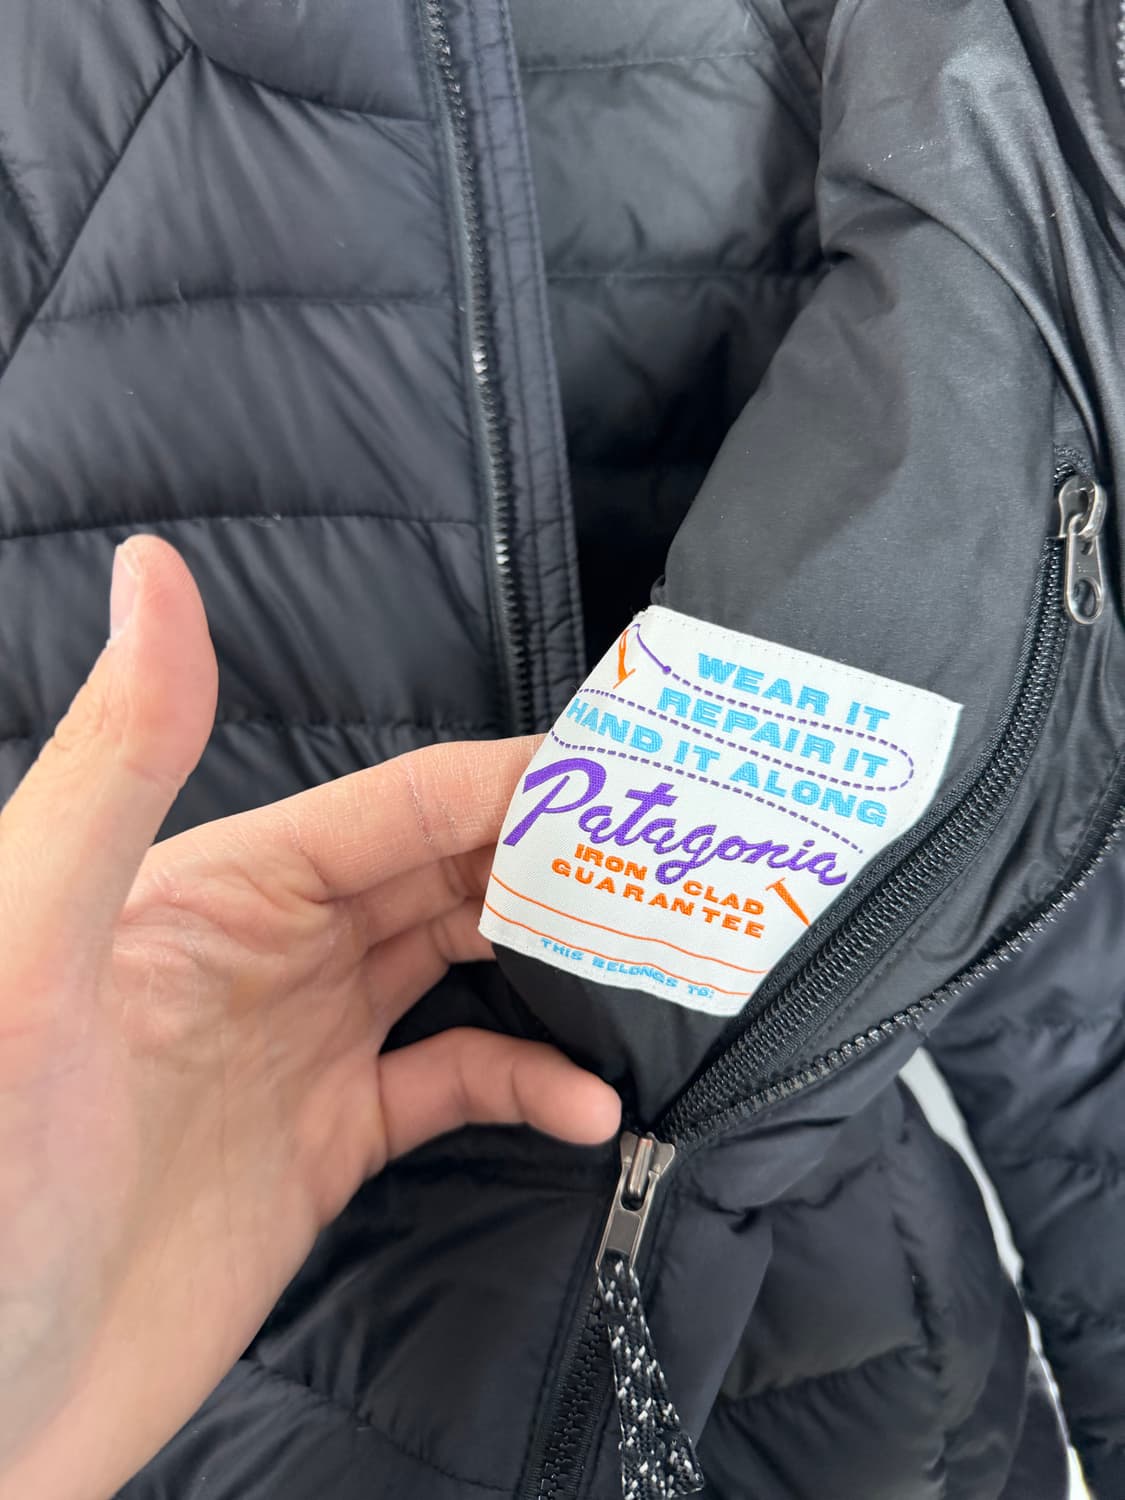 WEAR IT
REPAIR IT
HAND IT ALONG
Patagonia
IRON CLAD
GUARANTEE
THIS BELONGS TO: